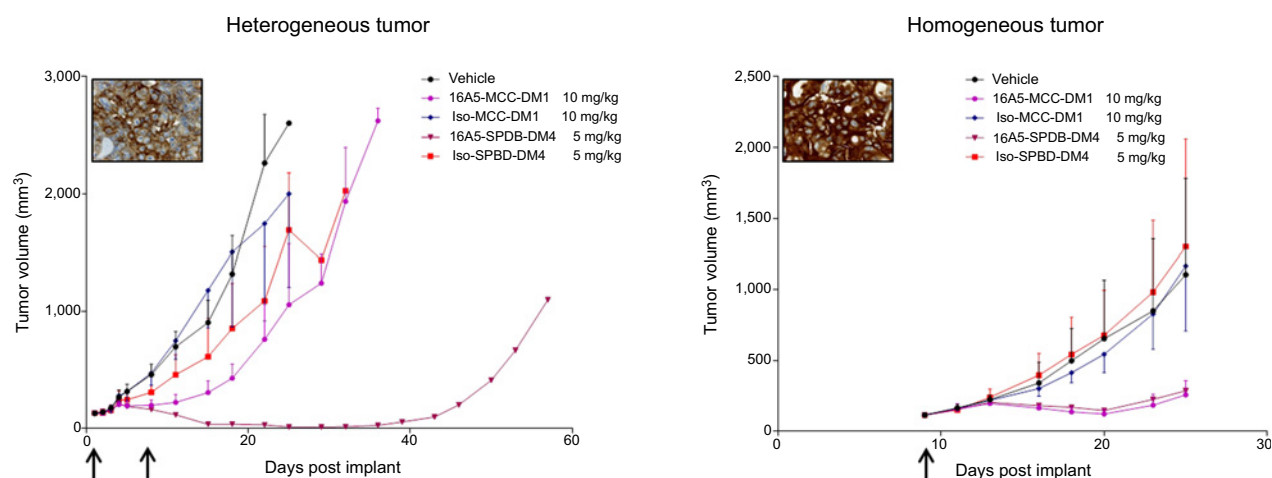 Heterogeneous tumor
3,000
2,000
1,000
0
Tumor volume (mm³)
0 20 40 60
Days post implant
Vehicle
16A5-MCC-DM1 10 mg/kg
Iso-MCC-DM1 10 mg/kg
16A5-SPDB-DM4 5 mg/kg
Iso-SPBD-DM4 5 mg/kg
Homogeneous tumor
2,500
2,000
1,500
1,000
500
0
Tumor volume (mm³)
0 10 20 30
Days post implant
Vehicle
16A5-MCC-DM1 10 mg/kg
Iso-MCC-DM1 10 mg/kg
16A5-SPDB-DM4 5 mg/kg
Iso-SPBD-DM4 5 mg/kg